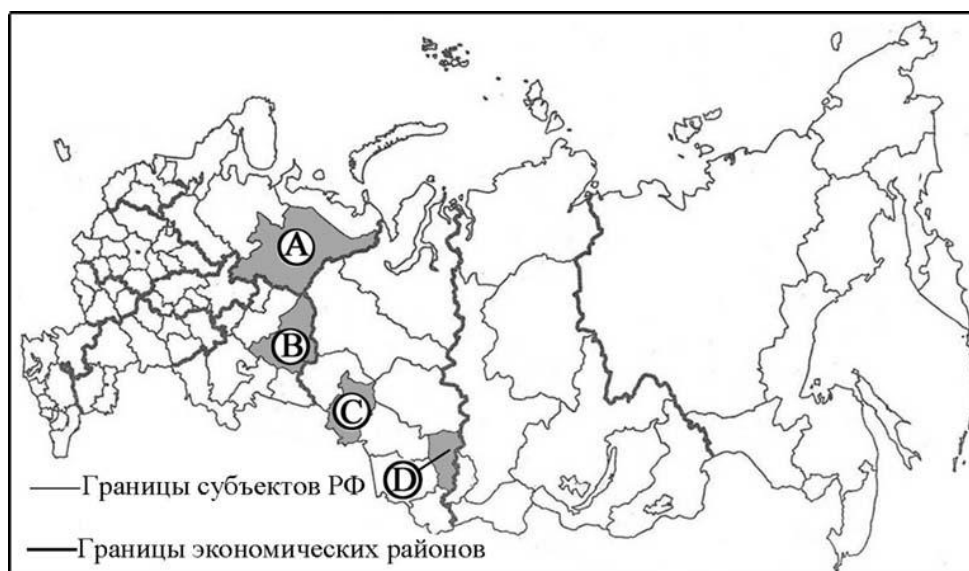 A
B
C
D
Границы субъектов РФ
Границы экономических районов